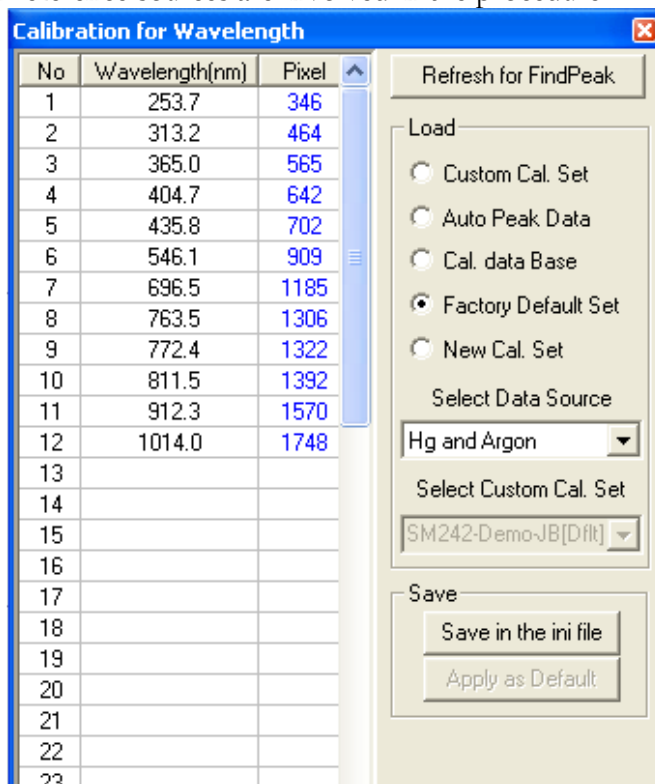 Calibration for Wavelength
No Wavelength(nm) Pixel
1 253.7 346
2 313.2 464
3 365.0 565
4 404.7 642
5 435.8 702
6 546.1 909
7 696.5 1185
8 763.5 1306
9 772.4 1322
10 811.5 1392
11 912.3 1570
12 1014.0 1748
13
14
15
16
17
18
19
20
21
22
23
Refresh for FindPeak
Load
Custom Cal. Set
Auto Peak Data
Cal. data Base
Factory Default Set
New Cal. Set
Select Data Source
Hg and Argon
Select Custom Cal. Set
SM242-Demo-JB[Dflt]
Save
Save in the ini file
Apply as Default